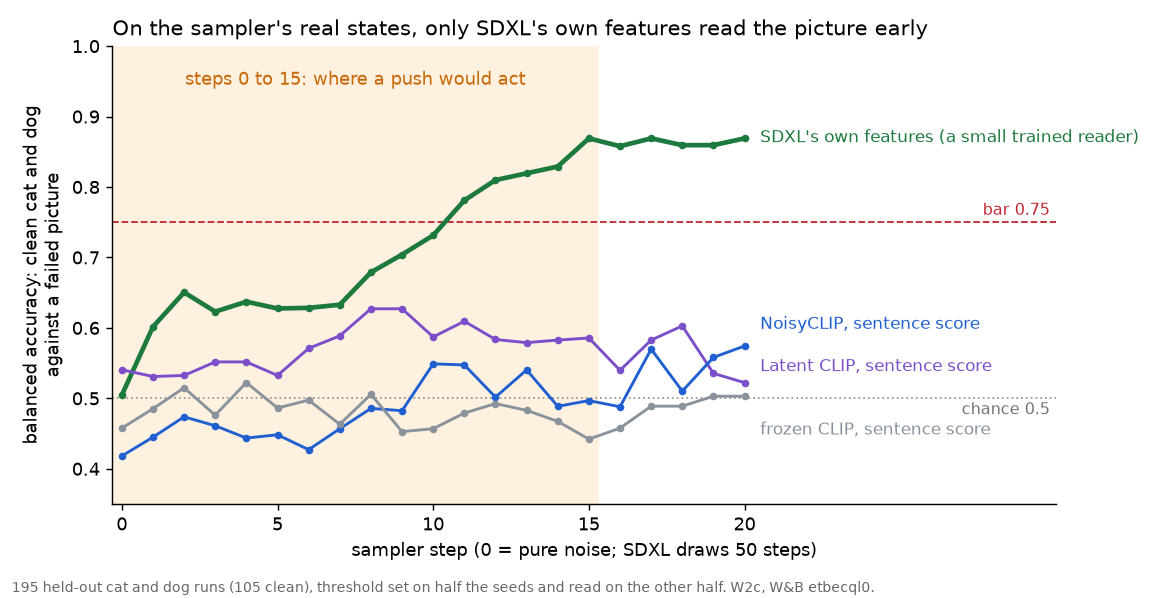 On the sampler's real states, only SDXL's own features read the picture early
1.0
0.9
0.8
0.7
0.6
0.5
0.4
balanced accuracy: clean cat and dog
against a failed picture
steps 0 to 15: where a push would act
SDXL's own features (a small trained reader)
bar 0.75
NoisyCLIP, sentence score
Latent CLIP, sentence score
chance 0.5
frozen CLIP, sentence score
0
5
10
15
20
sampler step (0 = pure noise; SDXL draws 50 steps)
195 held-out cat and dog runs (105 clean), threshold set on half the seeds and read on the other half. W2c, W&B etbecql0.